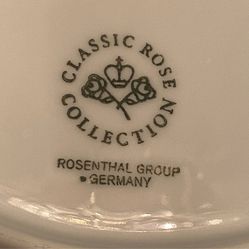 CLASSIC ROSE
COLLECTION
ROSENTHAL GROUP
GERMANY